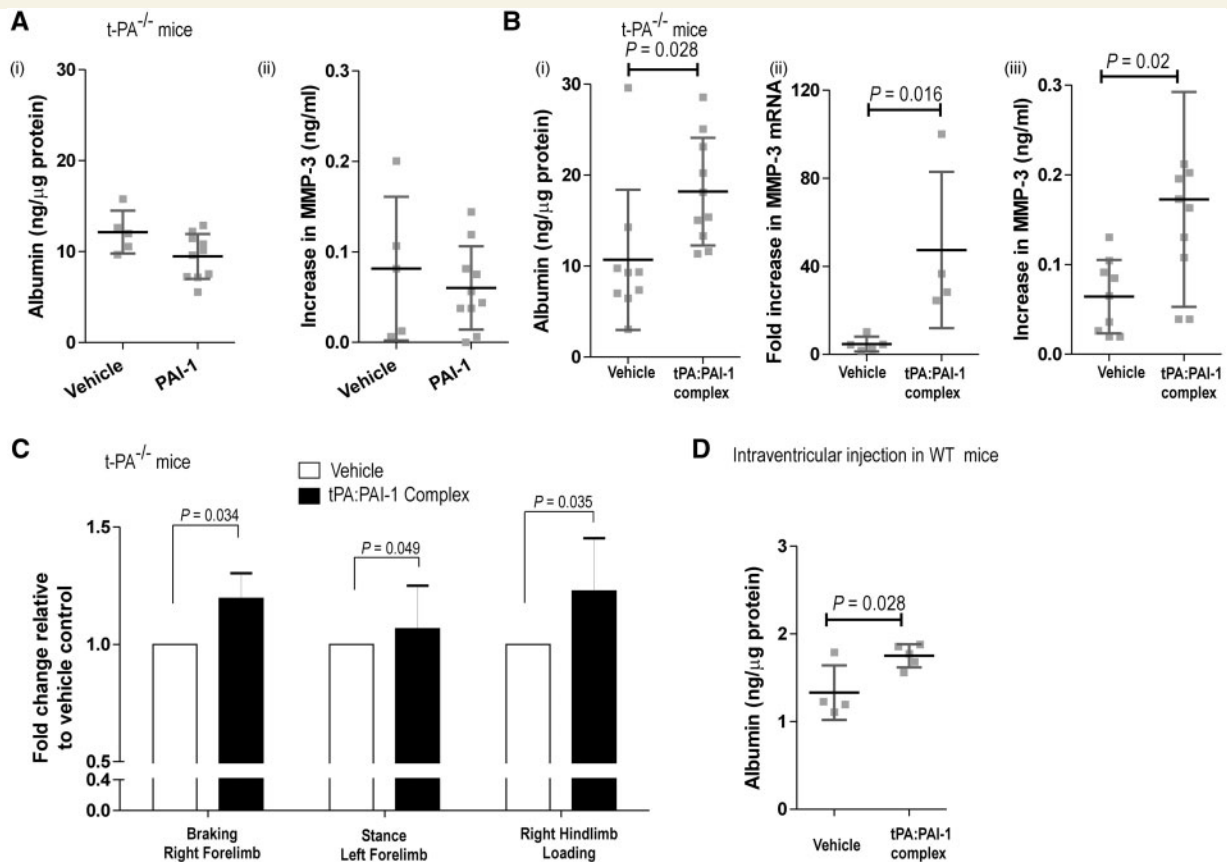 A
t-PA-/- mice
(i)
Albumin (ng/μg protein)
30
20
10
0
Vehicle
PAI-1
(ii)
Increase in MMP-3 (ng/ml)
0.3
0.2
0.1
0.0
Vehicle
PAI-1
B
t-PA-/- mice
(i)
P = 0.028
Albumin (ng/μg protein)
30
20
10
0
Vehicle
tPA:PAI-1
complex
(ii)
P = 0.016
Fold increase in MMP-3 mRNA
120
80
40
0
Vehicle
tPA:PAI-1
complex
(iii)
P = 0.02
Increase in MMP-3 (ng/ml)
0.3
0.2
0.1
0.0
Vehicle
tPA:PAI-1
complex
C
t-PA-/- mice
Vehicle
tPA:PAI-1 Complex
P = 0.034
P = 0.049
P = 0.035
Fold change relative
to vehicle control
1.5
1.0
0.5
0.4
0.0
Braking
Right Forelimb
Stance
Left Forelimb
Right Hindlimb
Loading
D
Intraventricular injection in WT mice
P = 0.028
Albumin (ng/μg protein)
3
2
1
0
Vehicle
tPA:PAI-1
complex